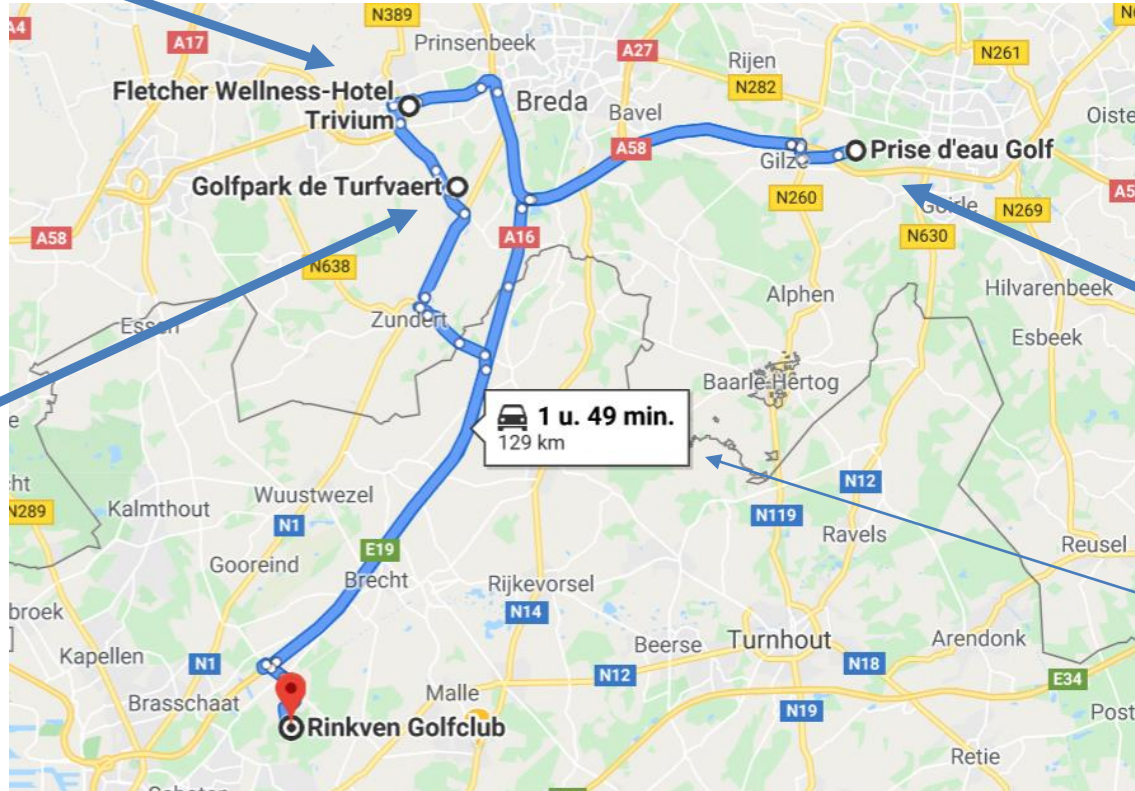 N389
A4
A17
Prinsenbeek
A27
Rijen
N261
N282
Fletcher Wellness-Hotel
Trivium
Breda
Bavel
Oiste
A58
Gilze
Prise d'eau Golf
Golfpark de Turfvaert
N260
Goirle
N269
A58
A16
N630
N638
Alphen
Hilvarenbeek
Essen
Zundert
Esbeek
Baarle-Hertog
1 u. 49 min.
129 km
N289
Kalmthout
Wuustwezel
N1
N12
N119
Ravels
Reusel
E19
Gooreind
Brecht
Rijkevorsel
N14
broek
Kapellen
N1
Beerse
Turnhout
Arendonk
N12
N18
E34
Brasschaat
Malle
N19
Post
Rinkven Golfclub
Retie